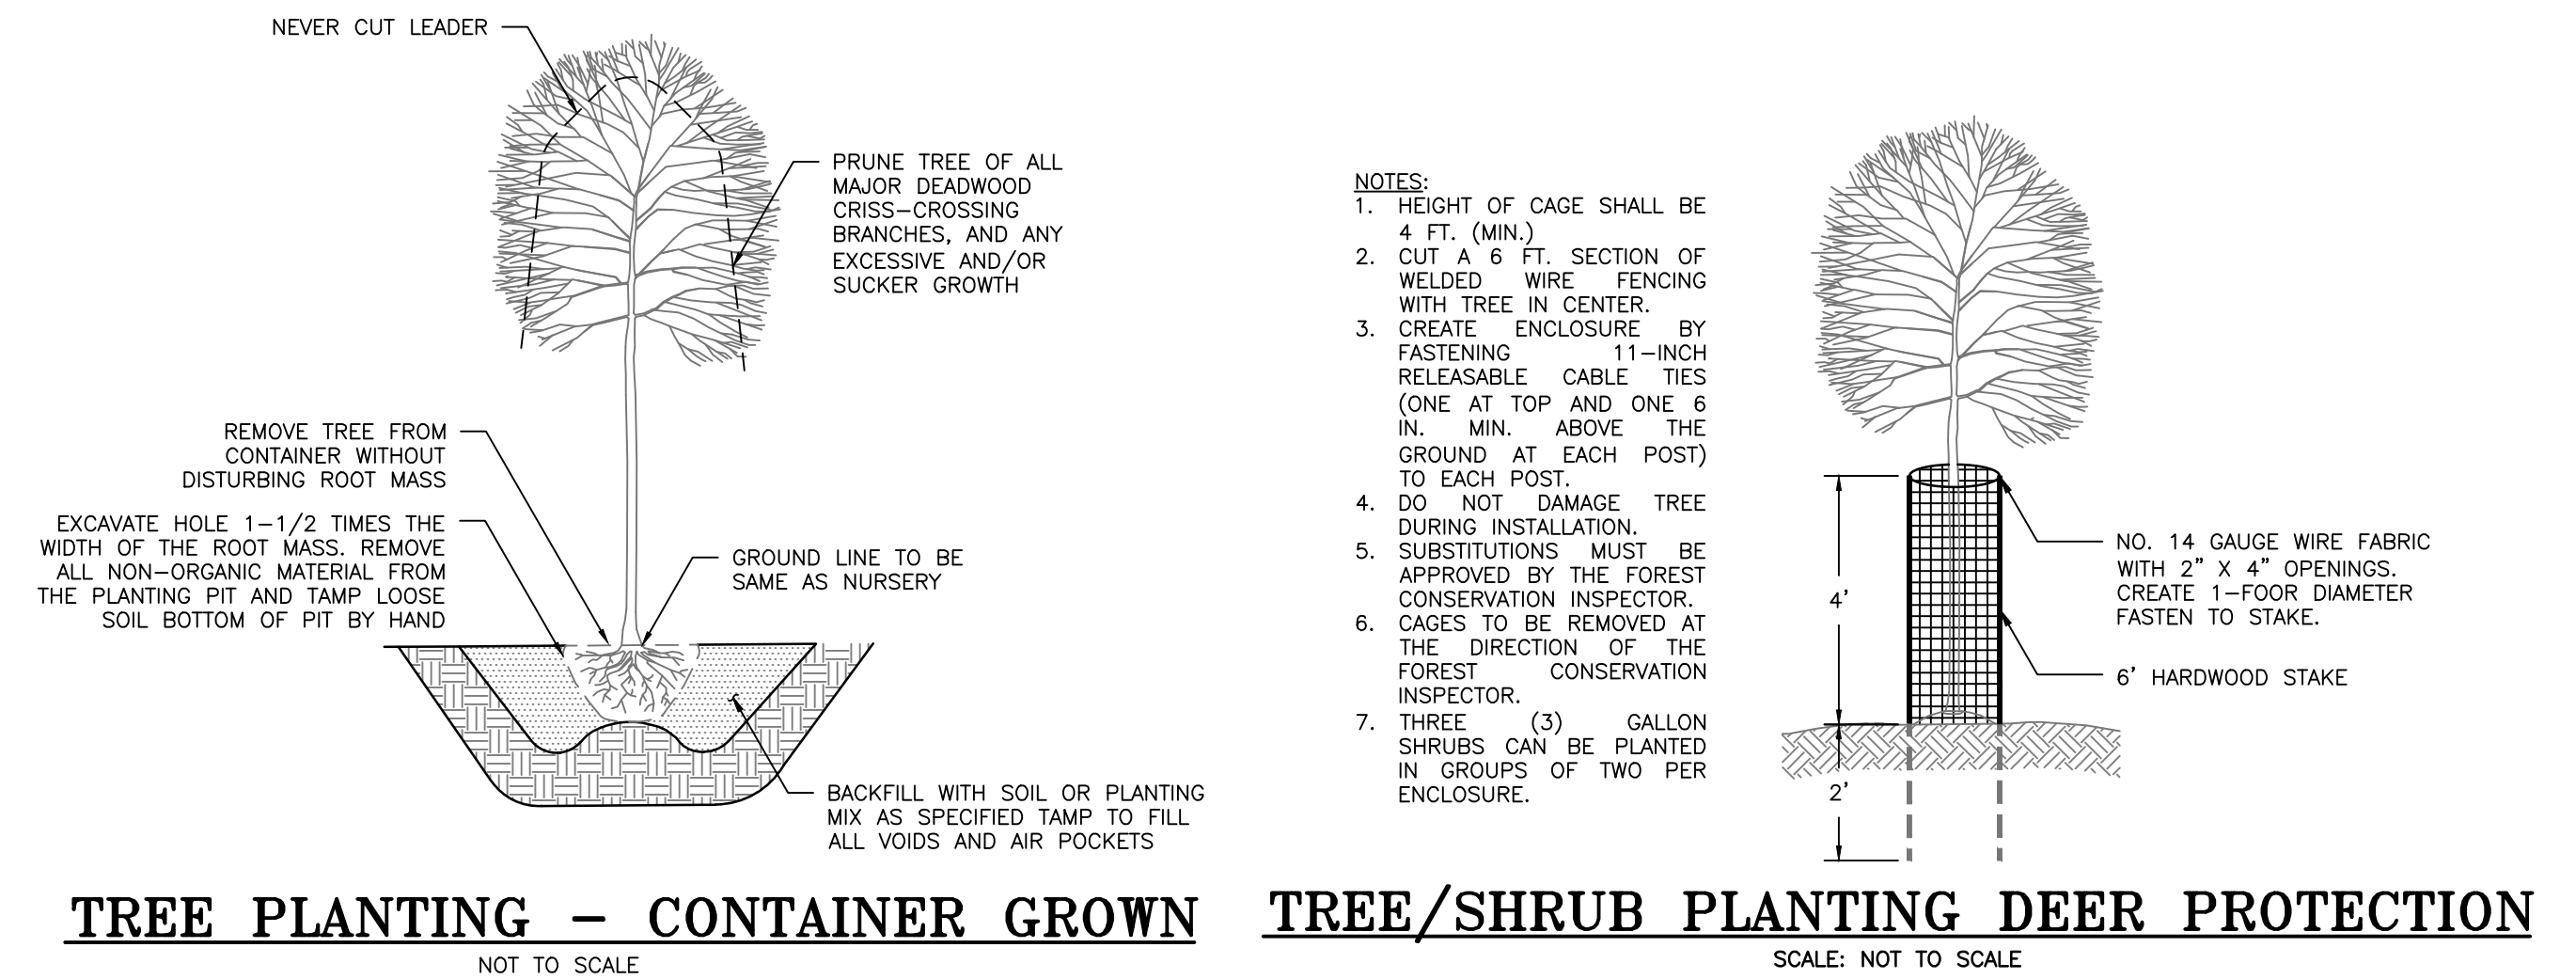 NEVER CUT LEADER
PRUNE TREE OF ALL
MAJOR DEADWOOD
CRISS-CROSSING
BRANCHES, AND ANY
EXCESSIVE AND/OR
SUCKER GROWTH
REMOVE TREE FROM
CONTAINER WITHOUT
DISTURBING ROOT MASS
EXCAVATE HOLE 1-1/2 TIMES THE
WIDTH OF THE ROOT MASS. REMOVE
ALL NON-ORGANIC MATERIAL FROM
THE PLANTING PIT AND TAMP LOOSE
SOIL BOTTOM OF PIT BY HAND
GROUND LINE TO BE
SAME AS NURSERY
BACKFILL WITH SOIL OR PLANTING
MIX AS SPECIFIED TAMP TO FILL
ALL VOIDS AND AIR POCKETS
TREE PLANTING - CONTAINER GROWN
NOT TO SCALE
NOTES:
1. HEIGHT OF CAGE SHALL BE
4 FT. (MIN.)
2. CUT A 6 FT. SECTION OF
WELDED WIRE FENCING
WITH TREE IN CENTER.
3. CREATE ENCLOSURE BY
FASTENING 11-INCH
RELEASABLE CABLE TIES
(ONE AT TOP AND ONE 6
IN. MIN. ABOVE THE
GROUND AT EACH POST)
TO EACH POST.
4. DO NOT DAMAGE TREE
DURING INSTALLATION.
5. SUBSTITUTIONS MUST BE
APPROVED BY THE FOREST
CONSERVATION INSPECTOR.
6. CAGES TO BE REMOVED AT
THE DIRECTION OF THE
FOREST CONSERVATION
INSPECTOR.
7. THREE (3) GALLON
SHRUBS CAN BE PLANTED
IN GROUPS OF TWO PER
ENCLOSURE.
4'
2'
NO. 14 GAUGE WIRE FABRIC
WITH 2" X 4" OPENINGS.
CREATE 1-FOOR DIAMETER
FASTEN TO STAKE.
6' HARDWOOD STAKE
TREE/SHRUB PLANTING DEER PROTECTION
SCALE: NOT TO SCALE